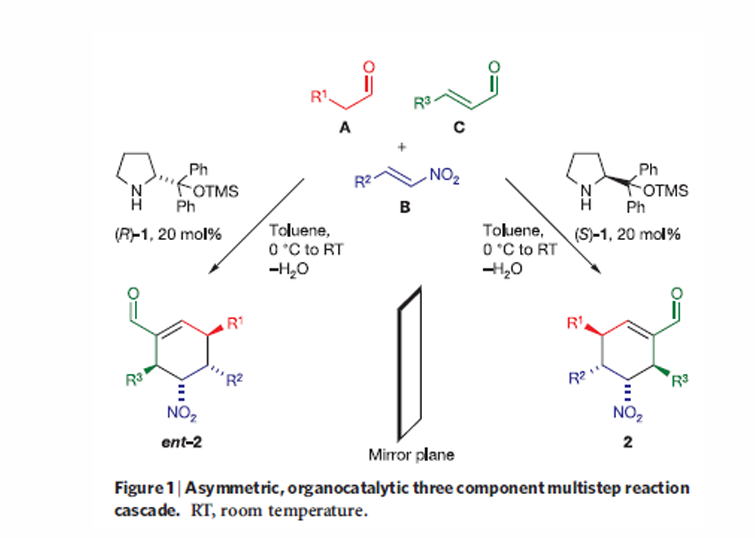 O
O
R1
R3
A
C
+
Ph
N
H
OTMS
Ph
R2
NO2
B
Ph
N
H
OTMS
Ph
(R)-1, 20 mol%
Toluene,
0 °C to RT
–H2O
Toluene,
0 °C to RT
–H2O
(S)-1, 20 mol%
O
R1
R3
R2
NO2
ent-2
O
R1
R2
R3
NO2
2
Mirror plane
Figure 1 | Asymmetric, organocatalytic three component multistep reaction
cascade. RT, room temperature.